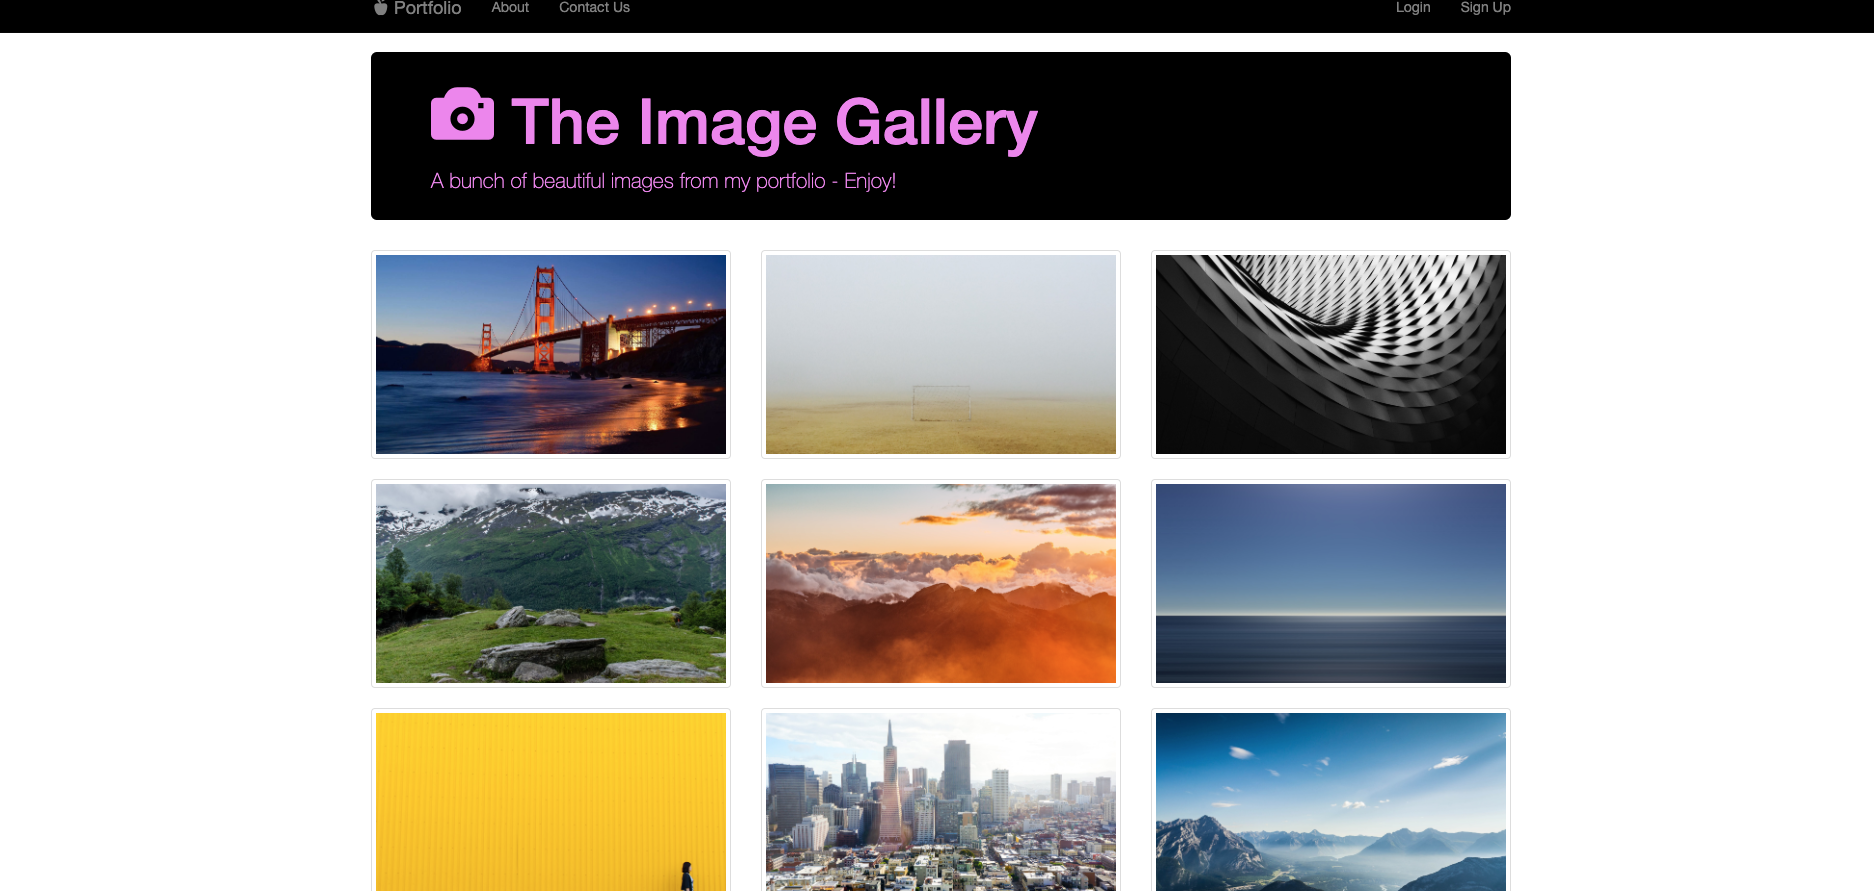 Portfolio About Contact Us Login Sign Up
The Image Gallery
A bunch of beautiful images from my portfolio - Enjoy!